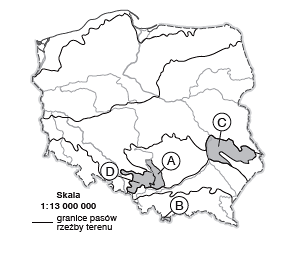 C
A
D
B
Skala
1:13 000 000
granice pasów
rzeźby terenu